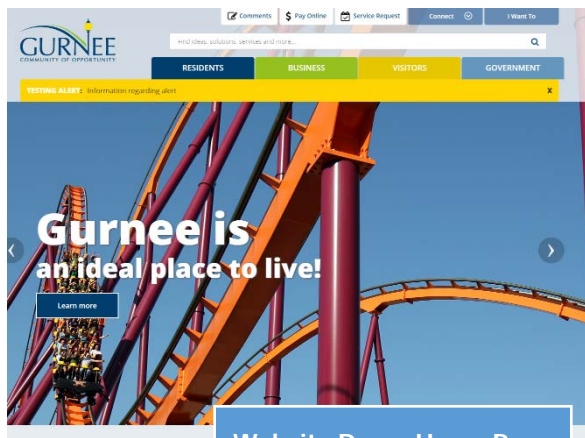 Comments
$ Pay Online
Service Request
Connect
I Want To
GURNEE
COMMUNITY OF OPPORTUNITY
Find ideas, solutions, services and more...
RESIDENTS
BUSINESS
VISITORS
GOVERNMENT
TESTING ALERT: Information regarding alert
x
Gurnee is
an ideal place to live!
Learn more